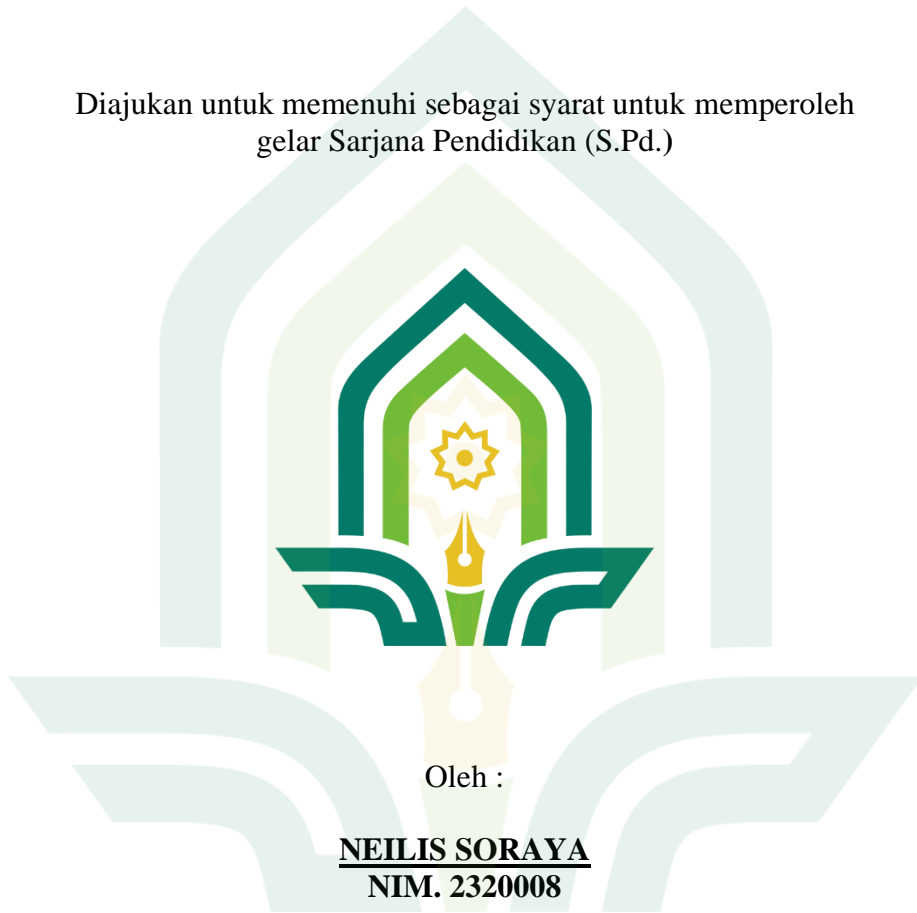 Diajukan untuk memenuhi sebagai syarat untuk memperoleh
gelar Sarjana Pendidikan (S.Pd.)
Oleh :
NEILIS SORAYA
NIM. 2320008